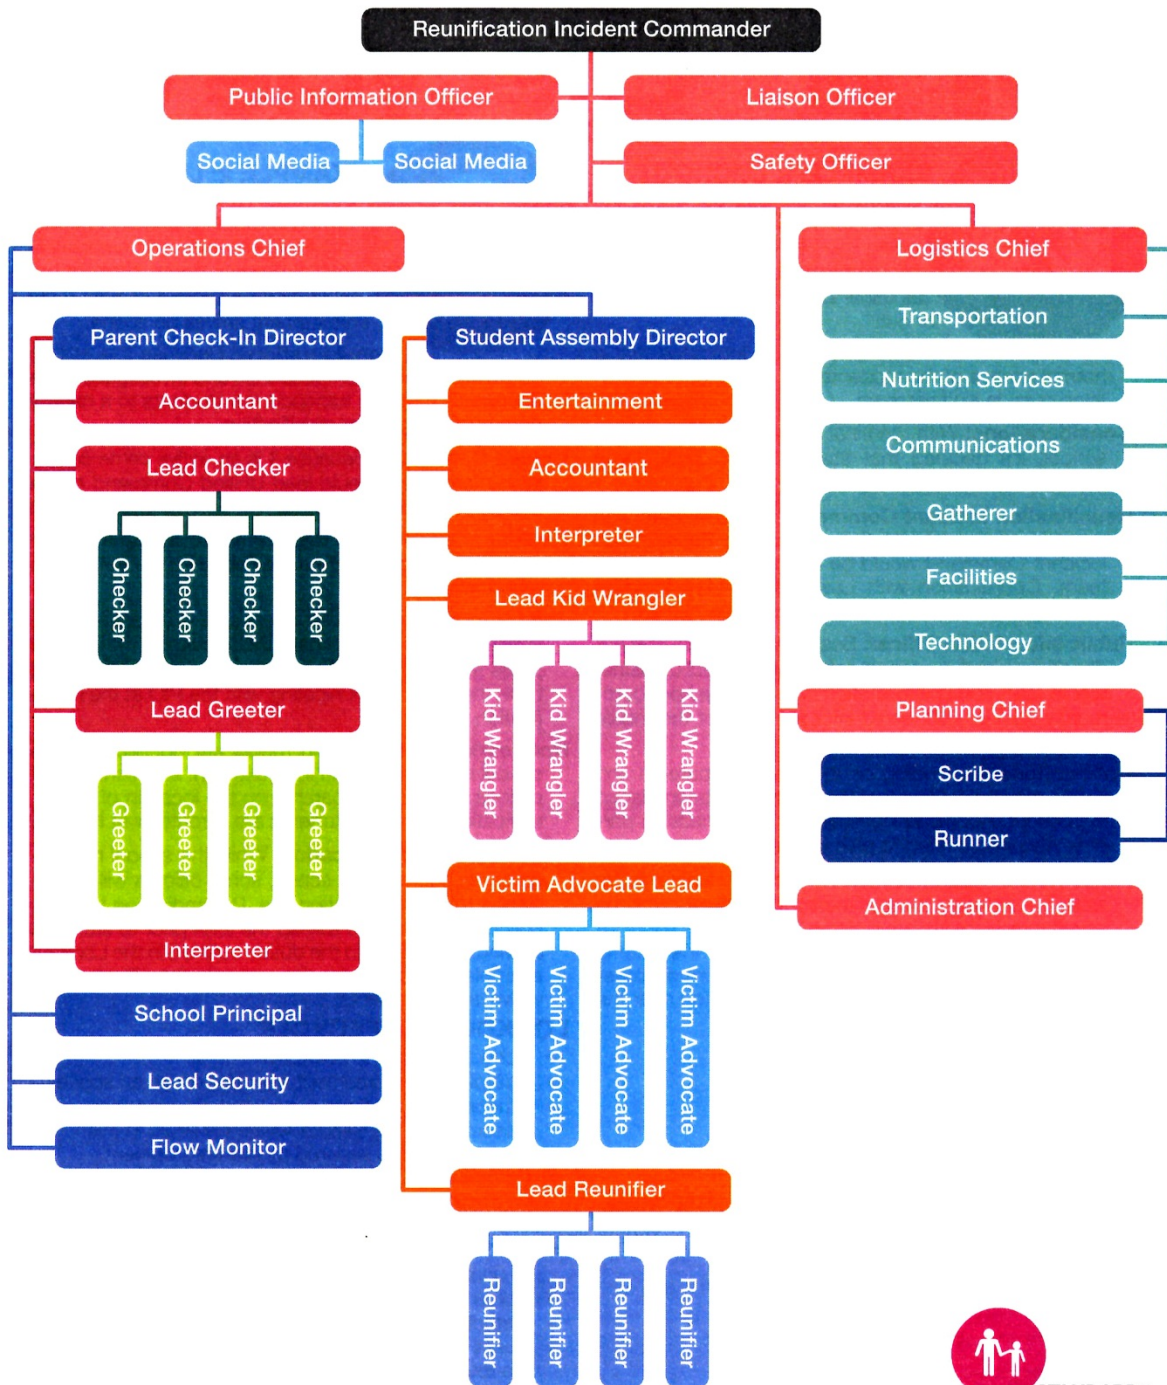 Reunification Incident Commander
Public Information Officer
Liaison Officer
Social Media
Social Media
Safety Officer
Operations Chief
Logistics Chief
Parent Check-In Director
Accountant
Lead Checker
Checker
Checker
Checker
Checker
Lead Greeter
Greeter
Greeter
Greeter
Greeter
Interpreter
School Principal
Lead Security
Flow Monitor
Student Assembly Director
Entertainment
Accountant
Interpreter
Lead Kid Wrangler
Kid Wrangler
Kid Wrangler
Kid Wrangler
Kid Wrangler
Victim Advocate Lead
Victim Advocate
Victim Advocate
Victim Advocate
Victim Advocate
Lead Reunifier
Reunifier
Reunifier
Reunifier
Reunifier
Transportation
Nutrition Services
Communications
Gatherer
Facilities
Technology
Planning Chief
Scribe
Runner
Administration Chief